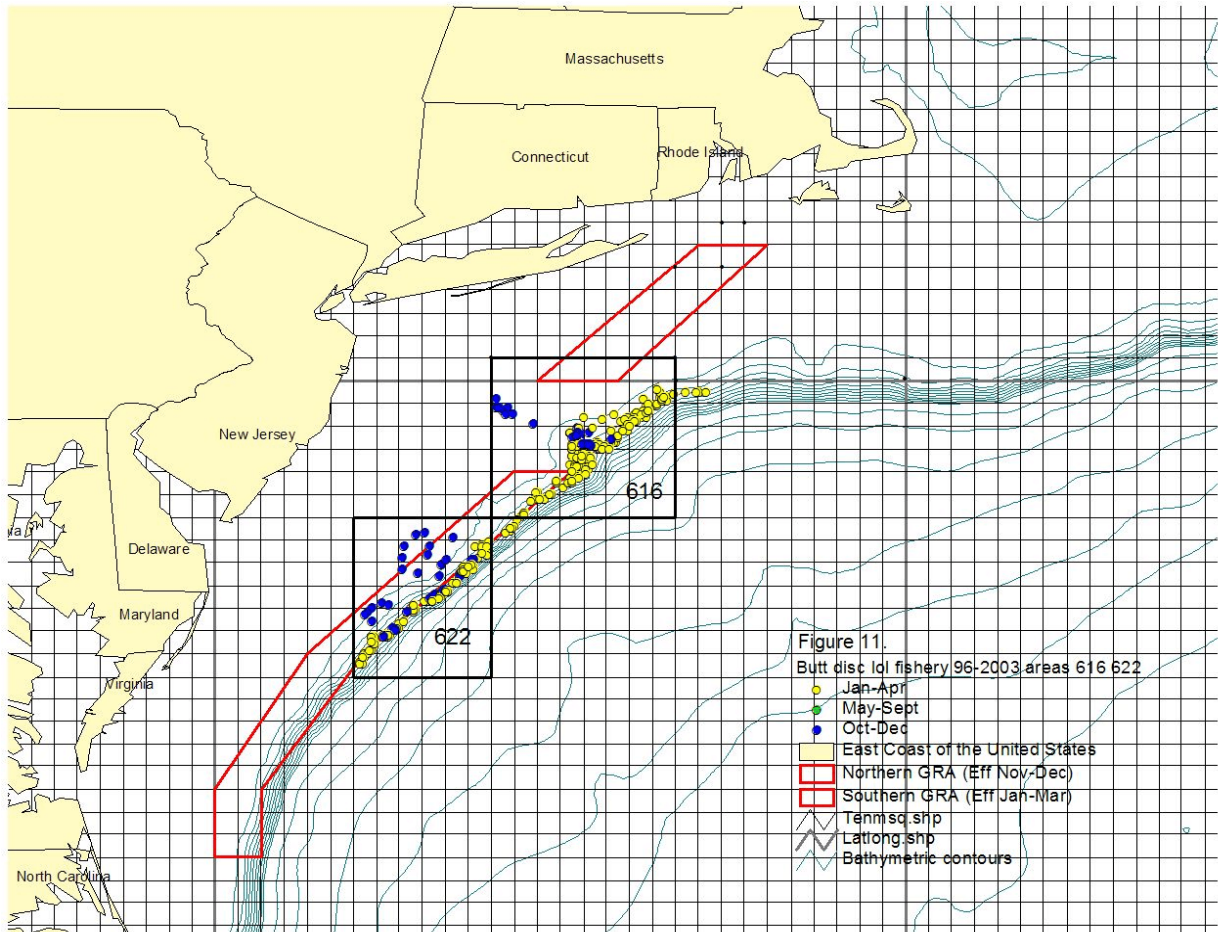 Massachusetts
Connecticut
Rhode Island
New Jersey
616
Delaware
Maryland
622
Virginia
North Carolina
Figure 11.
Butt disc lol fishery 96-2003 areas 616 622
Jan-Apr
May-Sept
Oct-Dec
East Coast of the United States
Northern GRA (Eff Nov-Dec)
Southern GRA (Eff Jan-Mar)
Tenmsq.shp
Latlong.shp
Bathymetric contours